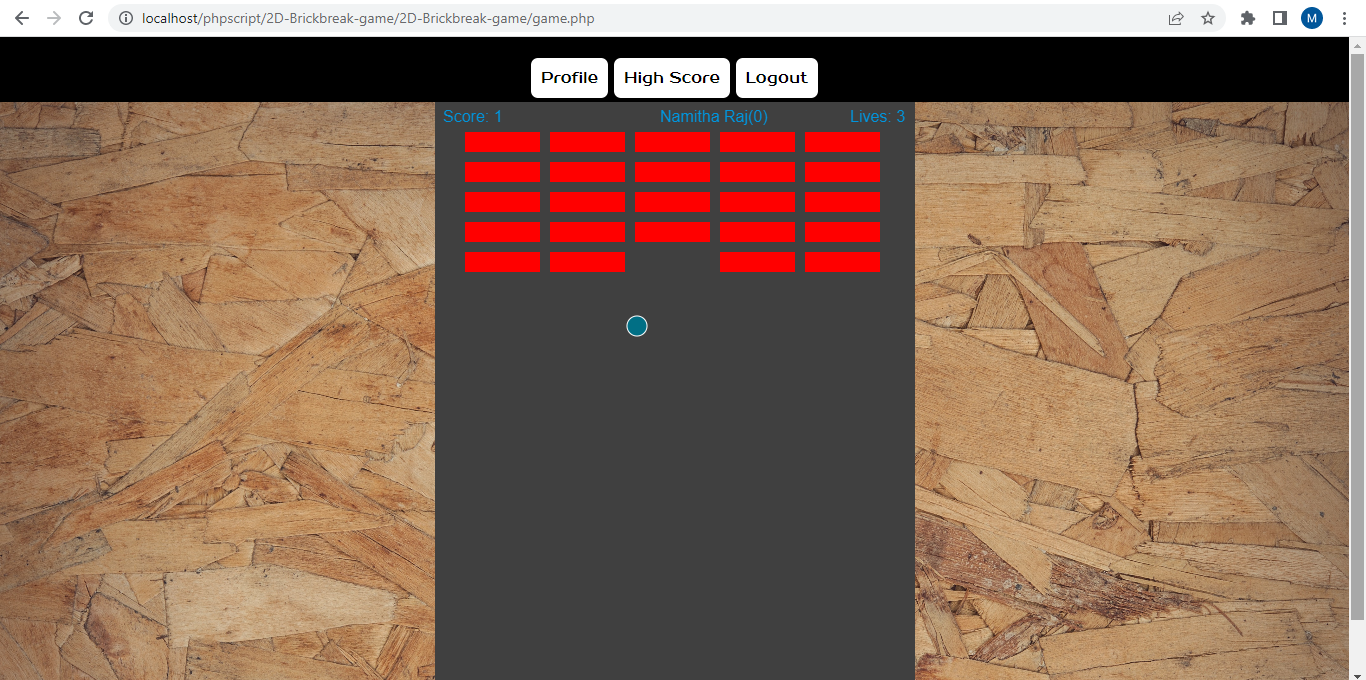 localhost/phpscript/2D-Brickbreak-game/2D-Brickbreak-game/game.php
M
Profile High Score Logout
Score: 1 Namitha Raj(0) Lives: 3